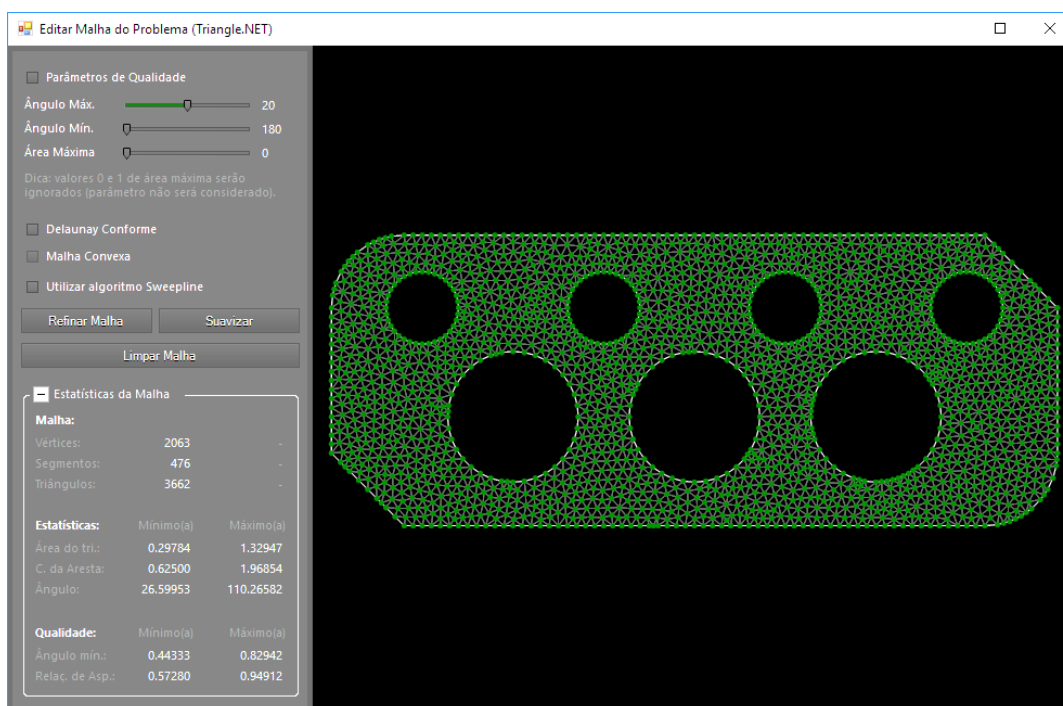 Editar Malha do Problema (Triangle.NET)
Parâmetros de Qualidade
Ângulo Máx. 20
Ângulo Mín. 180
Área Máxima 0
Dica: valores 0 e 1 de área máxima serão
ignorados (parâmetro não será considerado).
Delaunay Conforme
Malha Convexa
Utilizar algoritmo Sweepline
Refinar Malha Suavizar
Limpar Malha
Estatísticas da Malha
Malha:
Vértices: 2063 -
Segmentos: 476 -
Triângulos: 3662 -
Estatísticas: Mínimo(a) Máximo(a)
Área do tri.: 0.29784 1.32947
C. da Aresta: 0.62500 1.96854
Ângulo: 26.59953 110.26582
Qualidade: Mínimo(a) Máximo(a)
Ângulo mín.: 0.44333 0.82942
Relaç. de Asp.: 0.57280 0.94912